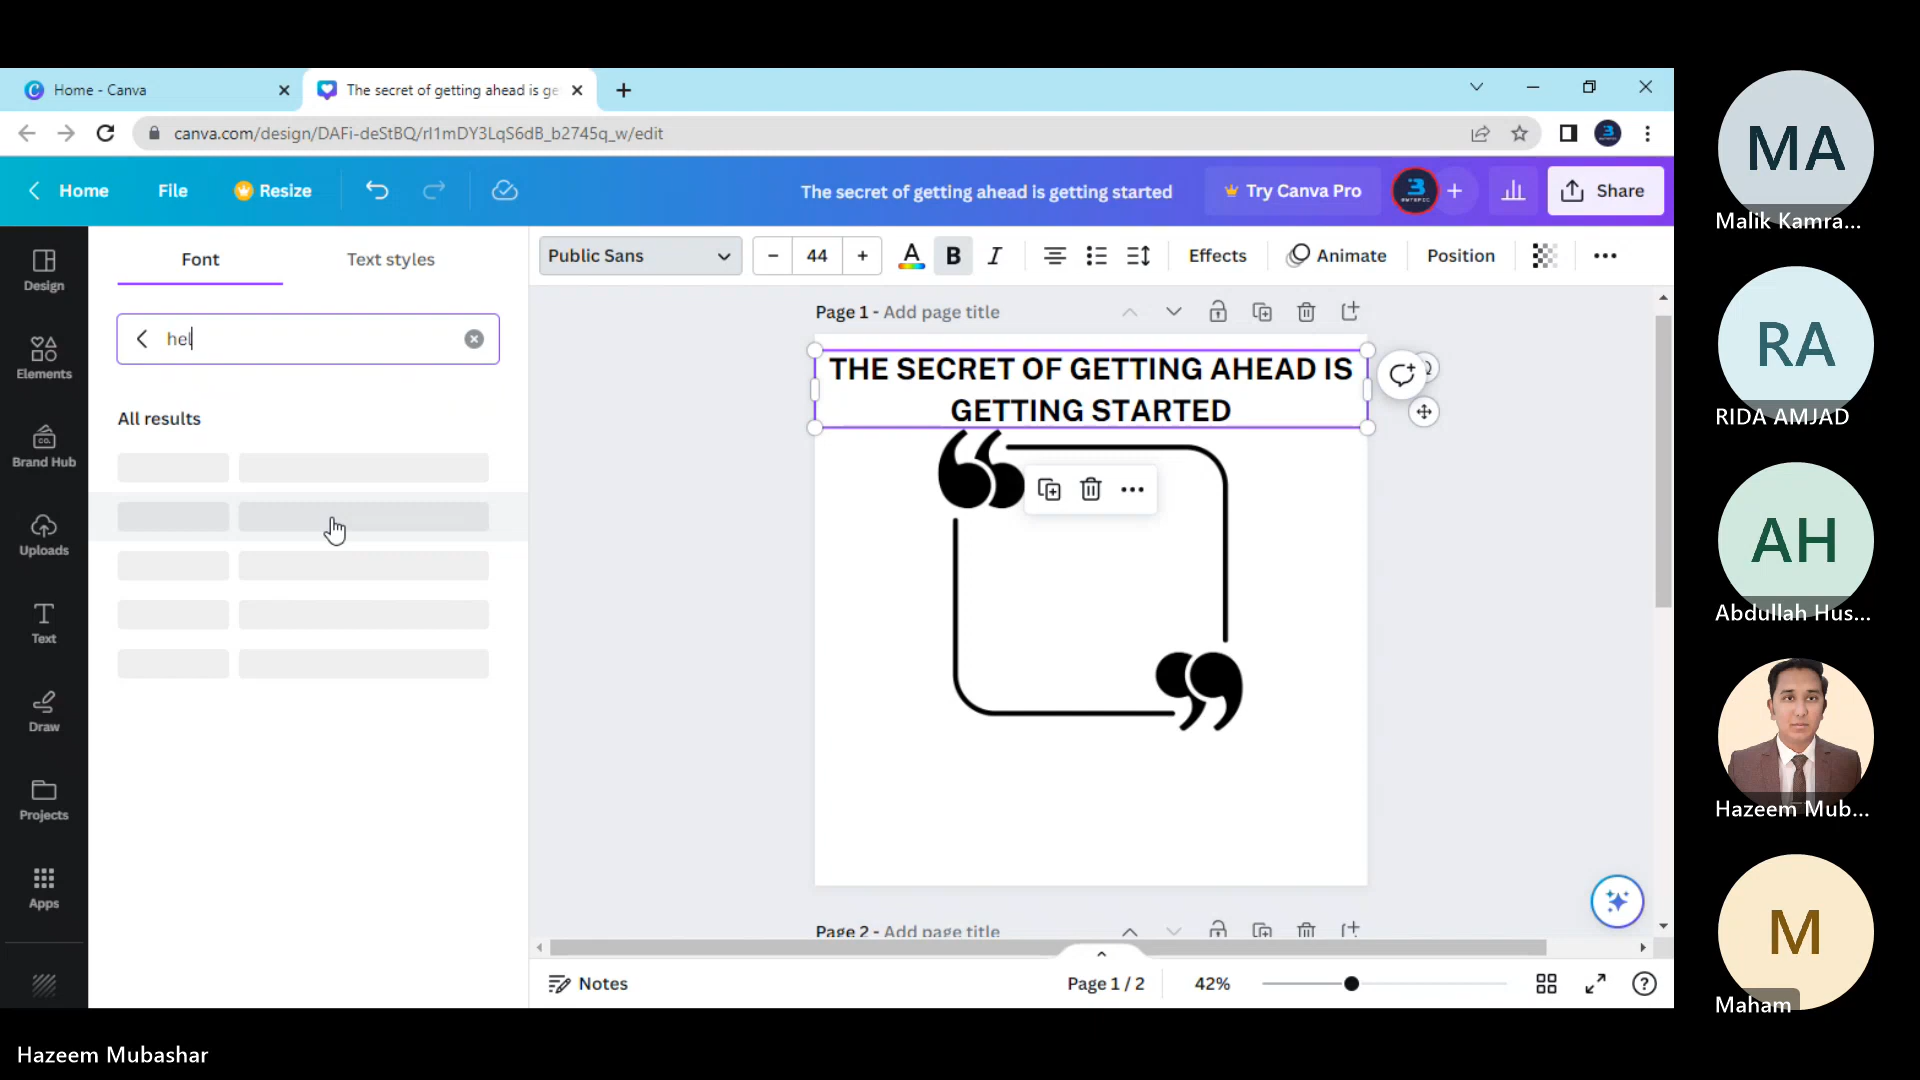 Home - Canva
The secret of getting ahead is ge
canva.com/design/DAFi-deStBQ/rl1mDY3LqS6dB_b2745q_w/edit
Home
File
Resize
The secret of getting ahead is getting started
Try Canva Pro
Share
Design
Elements
Brand Hub
Uploads
Text
Draw
Projects
Apps
Font
Text styles
hel
All results
Public Sans
44
A
B
I
Effects
Animate
Position
Page 1 - Add page title
THE SECRET OF GETTING AHEAD IS
GETTING STARTED
Page 2 - Add page title
Notes
Page 1 / 2
42%
MA
Malik Kamra...
RA
RIDA AMJAD
AH
Abdullah Hus...
Hazeem Mub...
M
Maham
Hazeem Mubashar